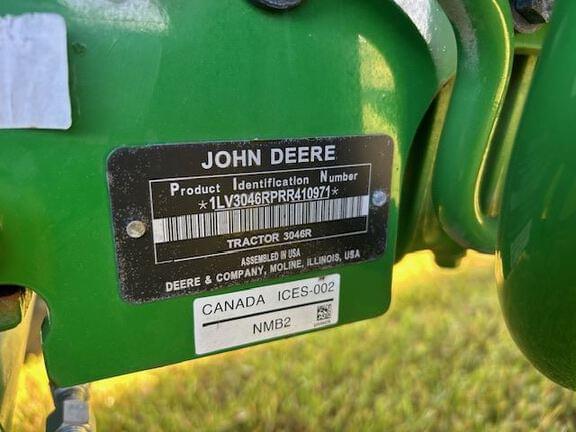 JOHN DEERE
Product Identification Number
*1LV3046RPRR410971*
TRACTOR 3046R
ASSEMBLED IN USA
DEERE & COMPANY, MOLINE, ILLINOIS, USA
CANADA ICES-002
NMB2